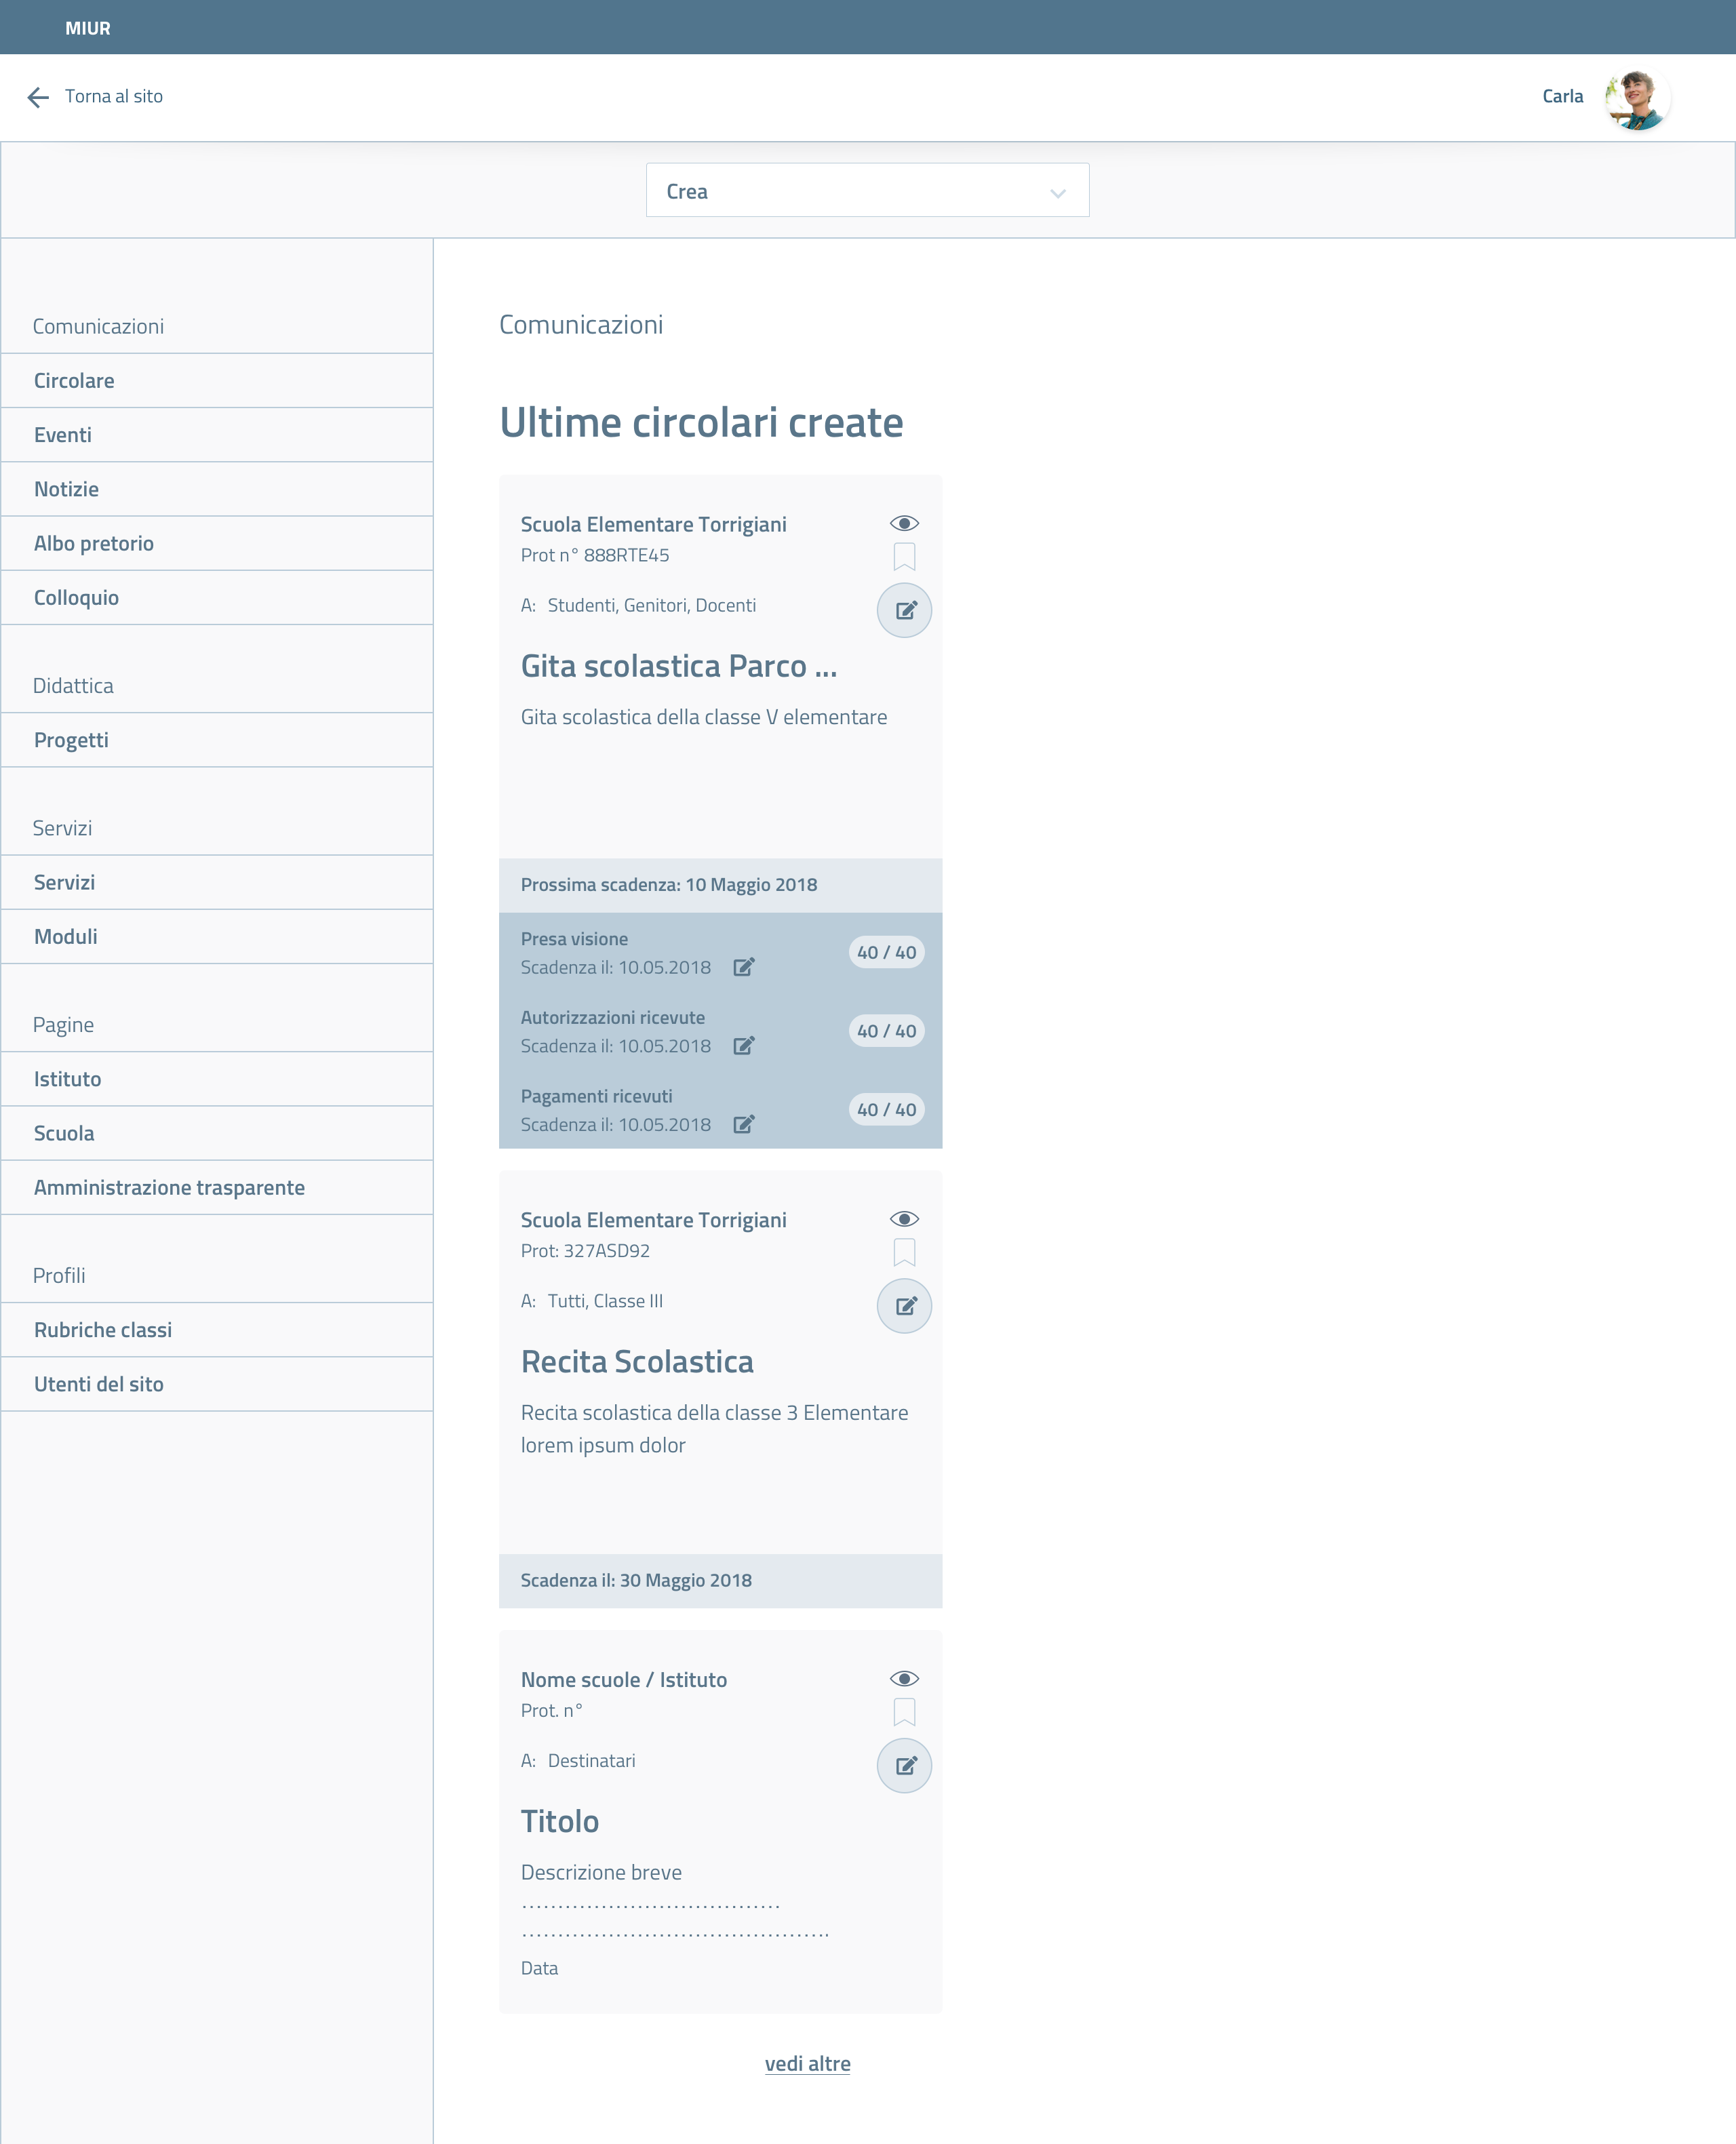 MIUR
Torna al sito
Carla
Crea
Comunicazioni
Circolare
Eventi
Notizie
Albo pretorio
Colloquio
Didattica
Progetti
Servizi
Servizi
Moduli
Pagine
Istituto
Scuola
Amministrazione trasparente
Profili
Rubriche classi
Utenti del sito
Comunicazioni
Ultime circolari create
Scuola Elementare Torrigiani
Prot n° 888RTE45
A: Studenti, Genitori, Docenti
Gita scolastica Parco ...
Gita scolastica della classe V elementare
Prossima scadenza: 10 Maggio 2018
Presa visione
Scadenza il: 10.05.2018
40 / 40
Autorizzazioni ricevute
Scadenza il: 10.05.2018
40 / 40
Pagamenti ricevuti
Scadenza il: 10.05.2018
40 / 40
Scuola Elementare Torrigiani
Prot: 327ASD92
A: Tutti, Classe III
Recita Scolastica
Recita scolastica della classe 3 Elementare
lorem ipsum dolor
Scadenza il: 30 Maggio 2018
Nome scuole / Istituto
Prot. n°
A: Destinatari
Titolo
Descrizione breve
....................................
...........................................
Data
vedi altre